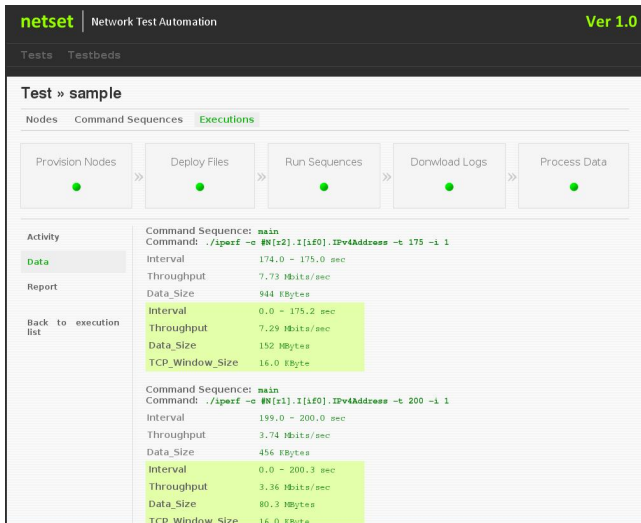 netset | Network Test Automation Ver 1.0
Tests Testbeds
Test » sample
Nodes Command Sequences Executions
Provision Nodes » Deploy Files » Run Sequences » Donwload Logs » Process Data
Activity
Data
Report
Back to execution
list
Command Sequence: main
Command: ./iperf -c #N[r2].I[if0].IPv4Address -t 175 -i 1
Interval 174.0 - 175.0 sec
Throughput 7.73 Mbits/sec
Data_Size 944 KBytes
Interval 0.0 - 175.2 sec
Throughput 7.29 Mbits/sec
Data_Size 152 MBytes
TCP_Window_Size 16.0 KByte
Command Sequence: main
Command: ./iperf -c #N[r1].I[if0].IPv4Address -t 200 -i 1
Interval 199.0 - 200.0 sec
Throughput 3.74 Mbits/sec
Data_Size 456 KBytes
Interval 0.0 - 200.3 sec
Throughput 3.36 Mbits/sec
Data_Size 80.3 MBytes
TCP_Window_Size 16.0 KByte